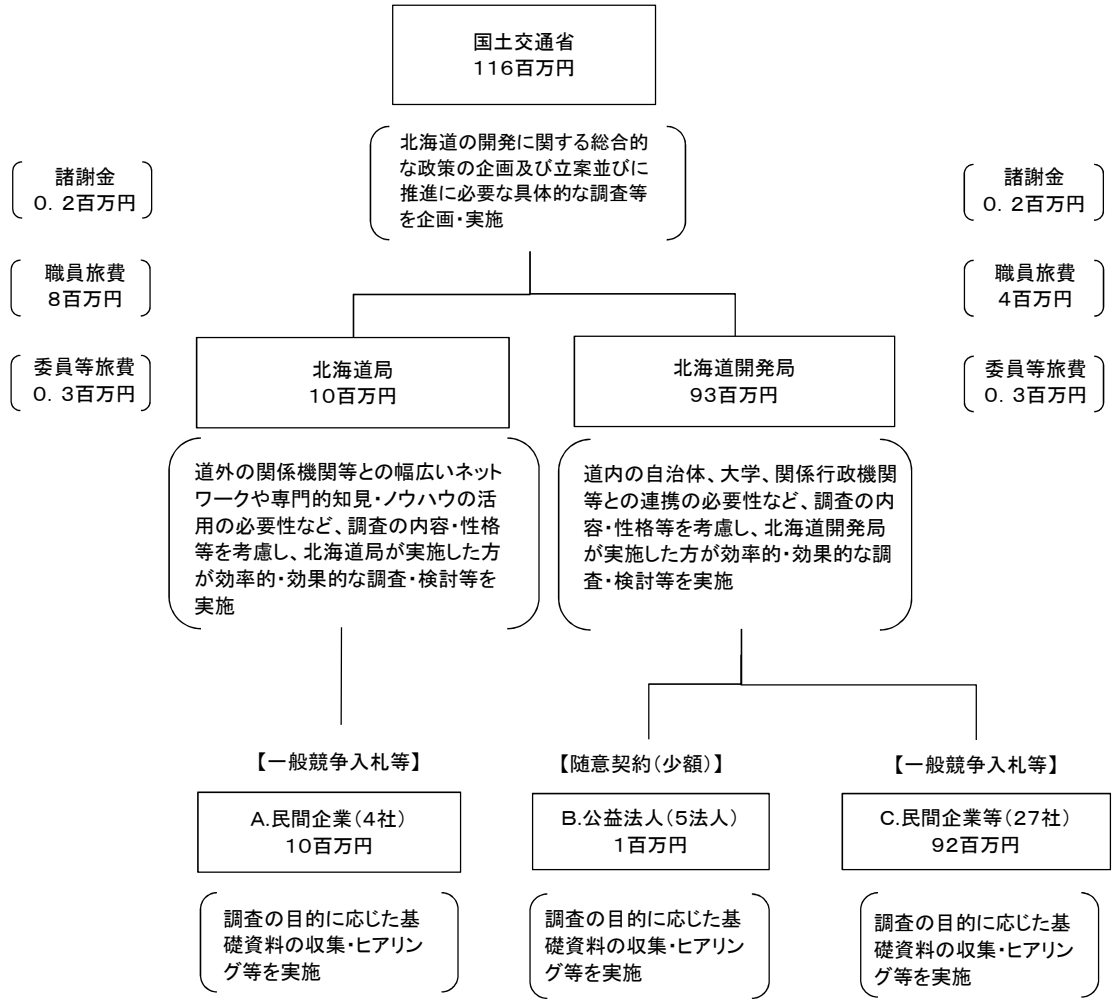 国土交通省
116百万円
北海道の開発に関する総合的
な政策の企画及び立案並びに
推進に必要な具体的な調査等
を企画・実施
諸謝金
0.2百万円
職員旅費
8百万円
委員等旅費
0.3百万円
諸謝金
0.2百万円
職員旅費
4百万円
委員等旅費
0.3百万円
北海道局
10百万円
北海道開発局
93百万円
道外の関係機関等との幅広いネット
ワークや専門的知見・ノウハウの活
用の必要性など、調査の内容・性格
等を考慮し、北海道局が実施した方
が効率的・効果的な調査・検討等を
実施
道内の自治体、大学、関係行政機関
等との連携の必要性など、調査の内
容・性格等を考慮し、北海道開発局
が実施した方が効率的・効果的な調
査・検討等を実施
【一般競争入札等】
A.民間企業(4社)
10百万円
調査の目的に応じた基
礎資料の収集・ヒアリン
グ等を実施
【随意契約(少額)】
B.公益法人(5法人)
1百万円
調査の目的に応じた基
礎資料の収集・ヒアリン
グ等を実施
【一般競争入札等】
C.民間企業等(27社)
92百万円
調査の目的に応じた基
礎資料の収集・ヒアリン
グ等を実施